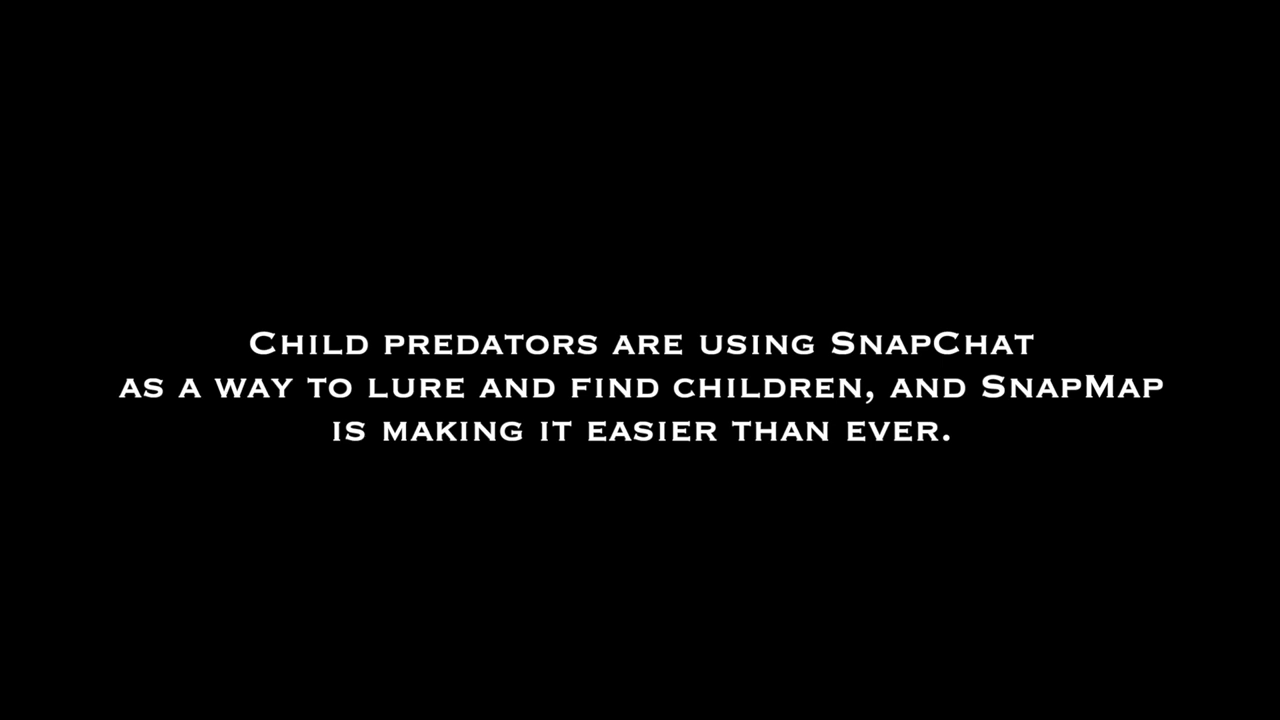 Child predators are using SnapChat
as a way to lure and find children, and SnapMap
is making it easier than ever.